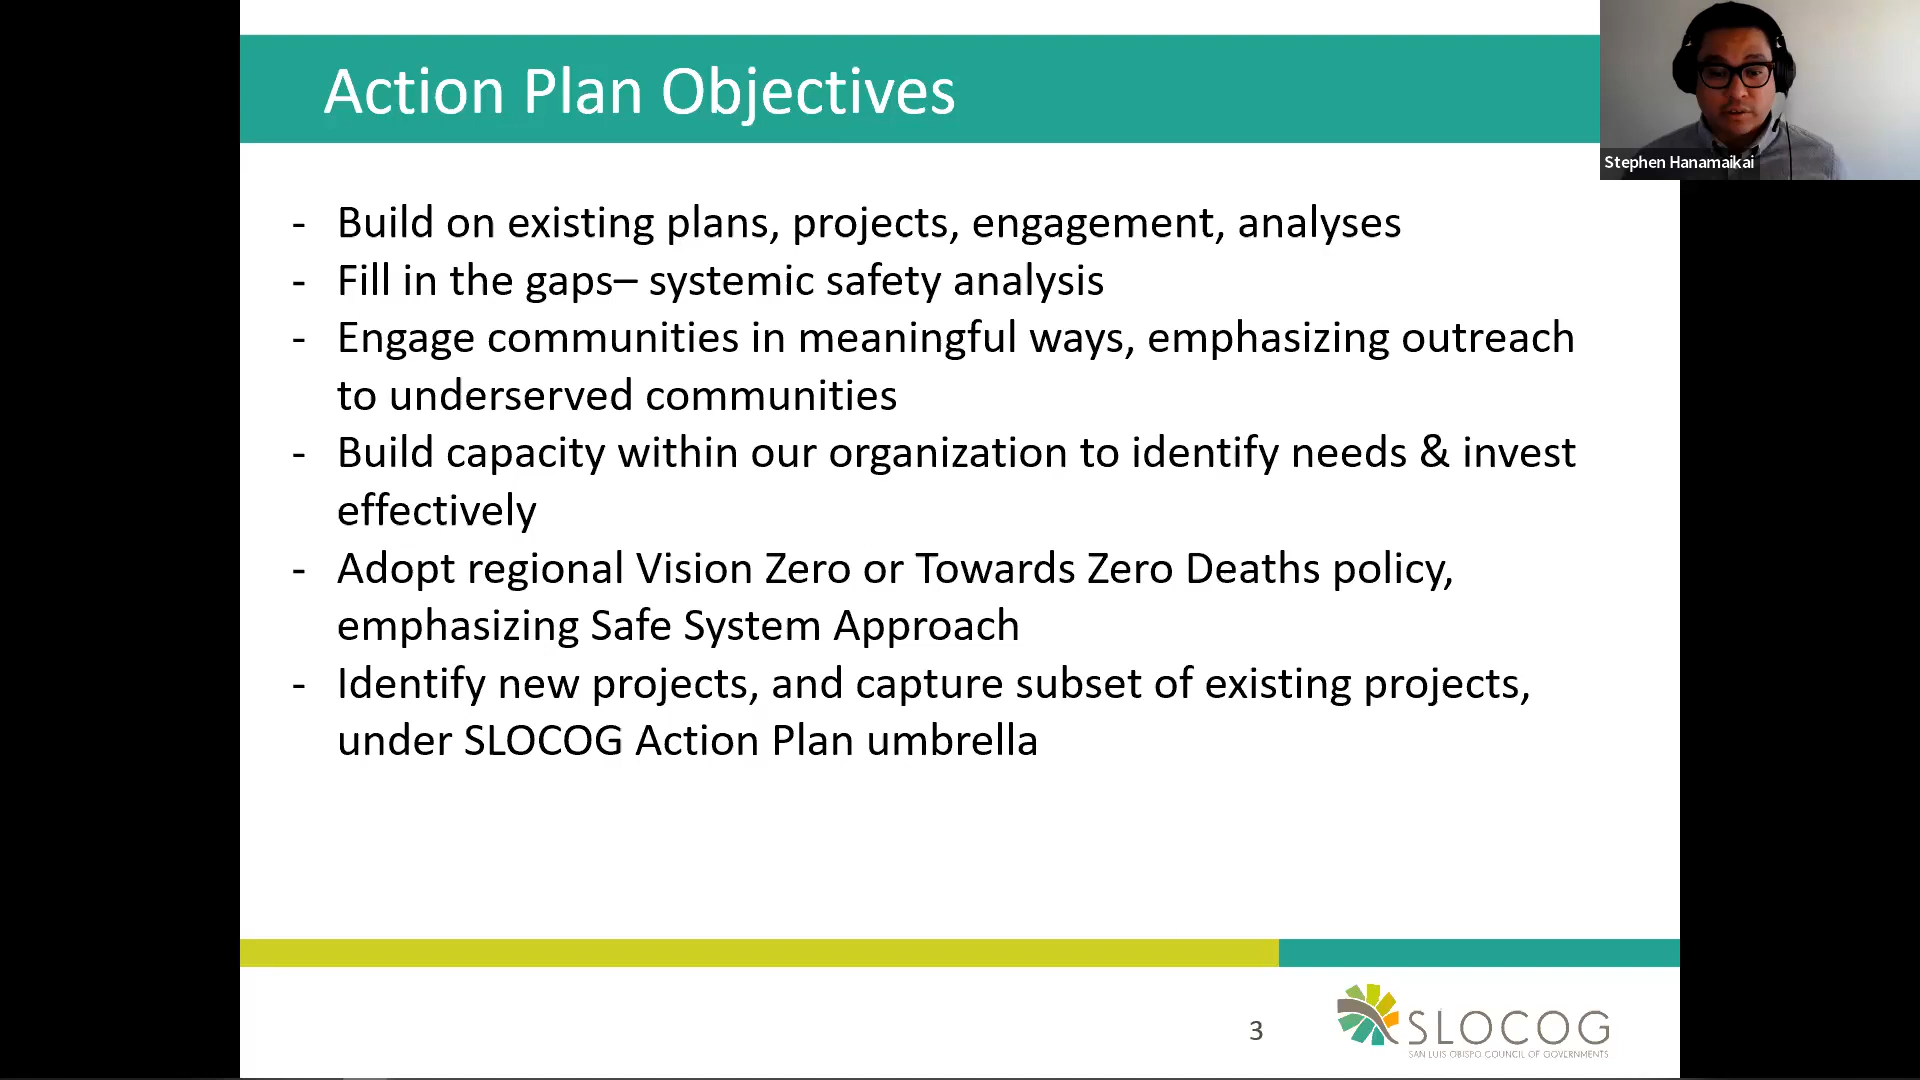 Action Plan Objectives
Stephen Hanamaikai
- Build on existing plans, projects, engagement, analyses
- Fill in the gaps– systemic safety analysis
- Engage communities in meaningful ways, emphasizing outreach
to underserved communities
- Build capacity within our organization to identify needs & invest
effectively
- Adopt regional Vision Zero or Towards Zero Deaths policy,
emphasizing Safe System Approach
- Identify new projects, and capture subset of existing projects,
under SLOCOG Action Plan umbrella
3
SLOCOG
SAN LUIS OBISPO COUNCIL OF GOVERNMENTS